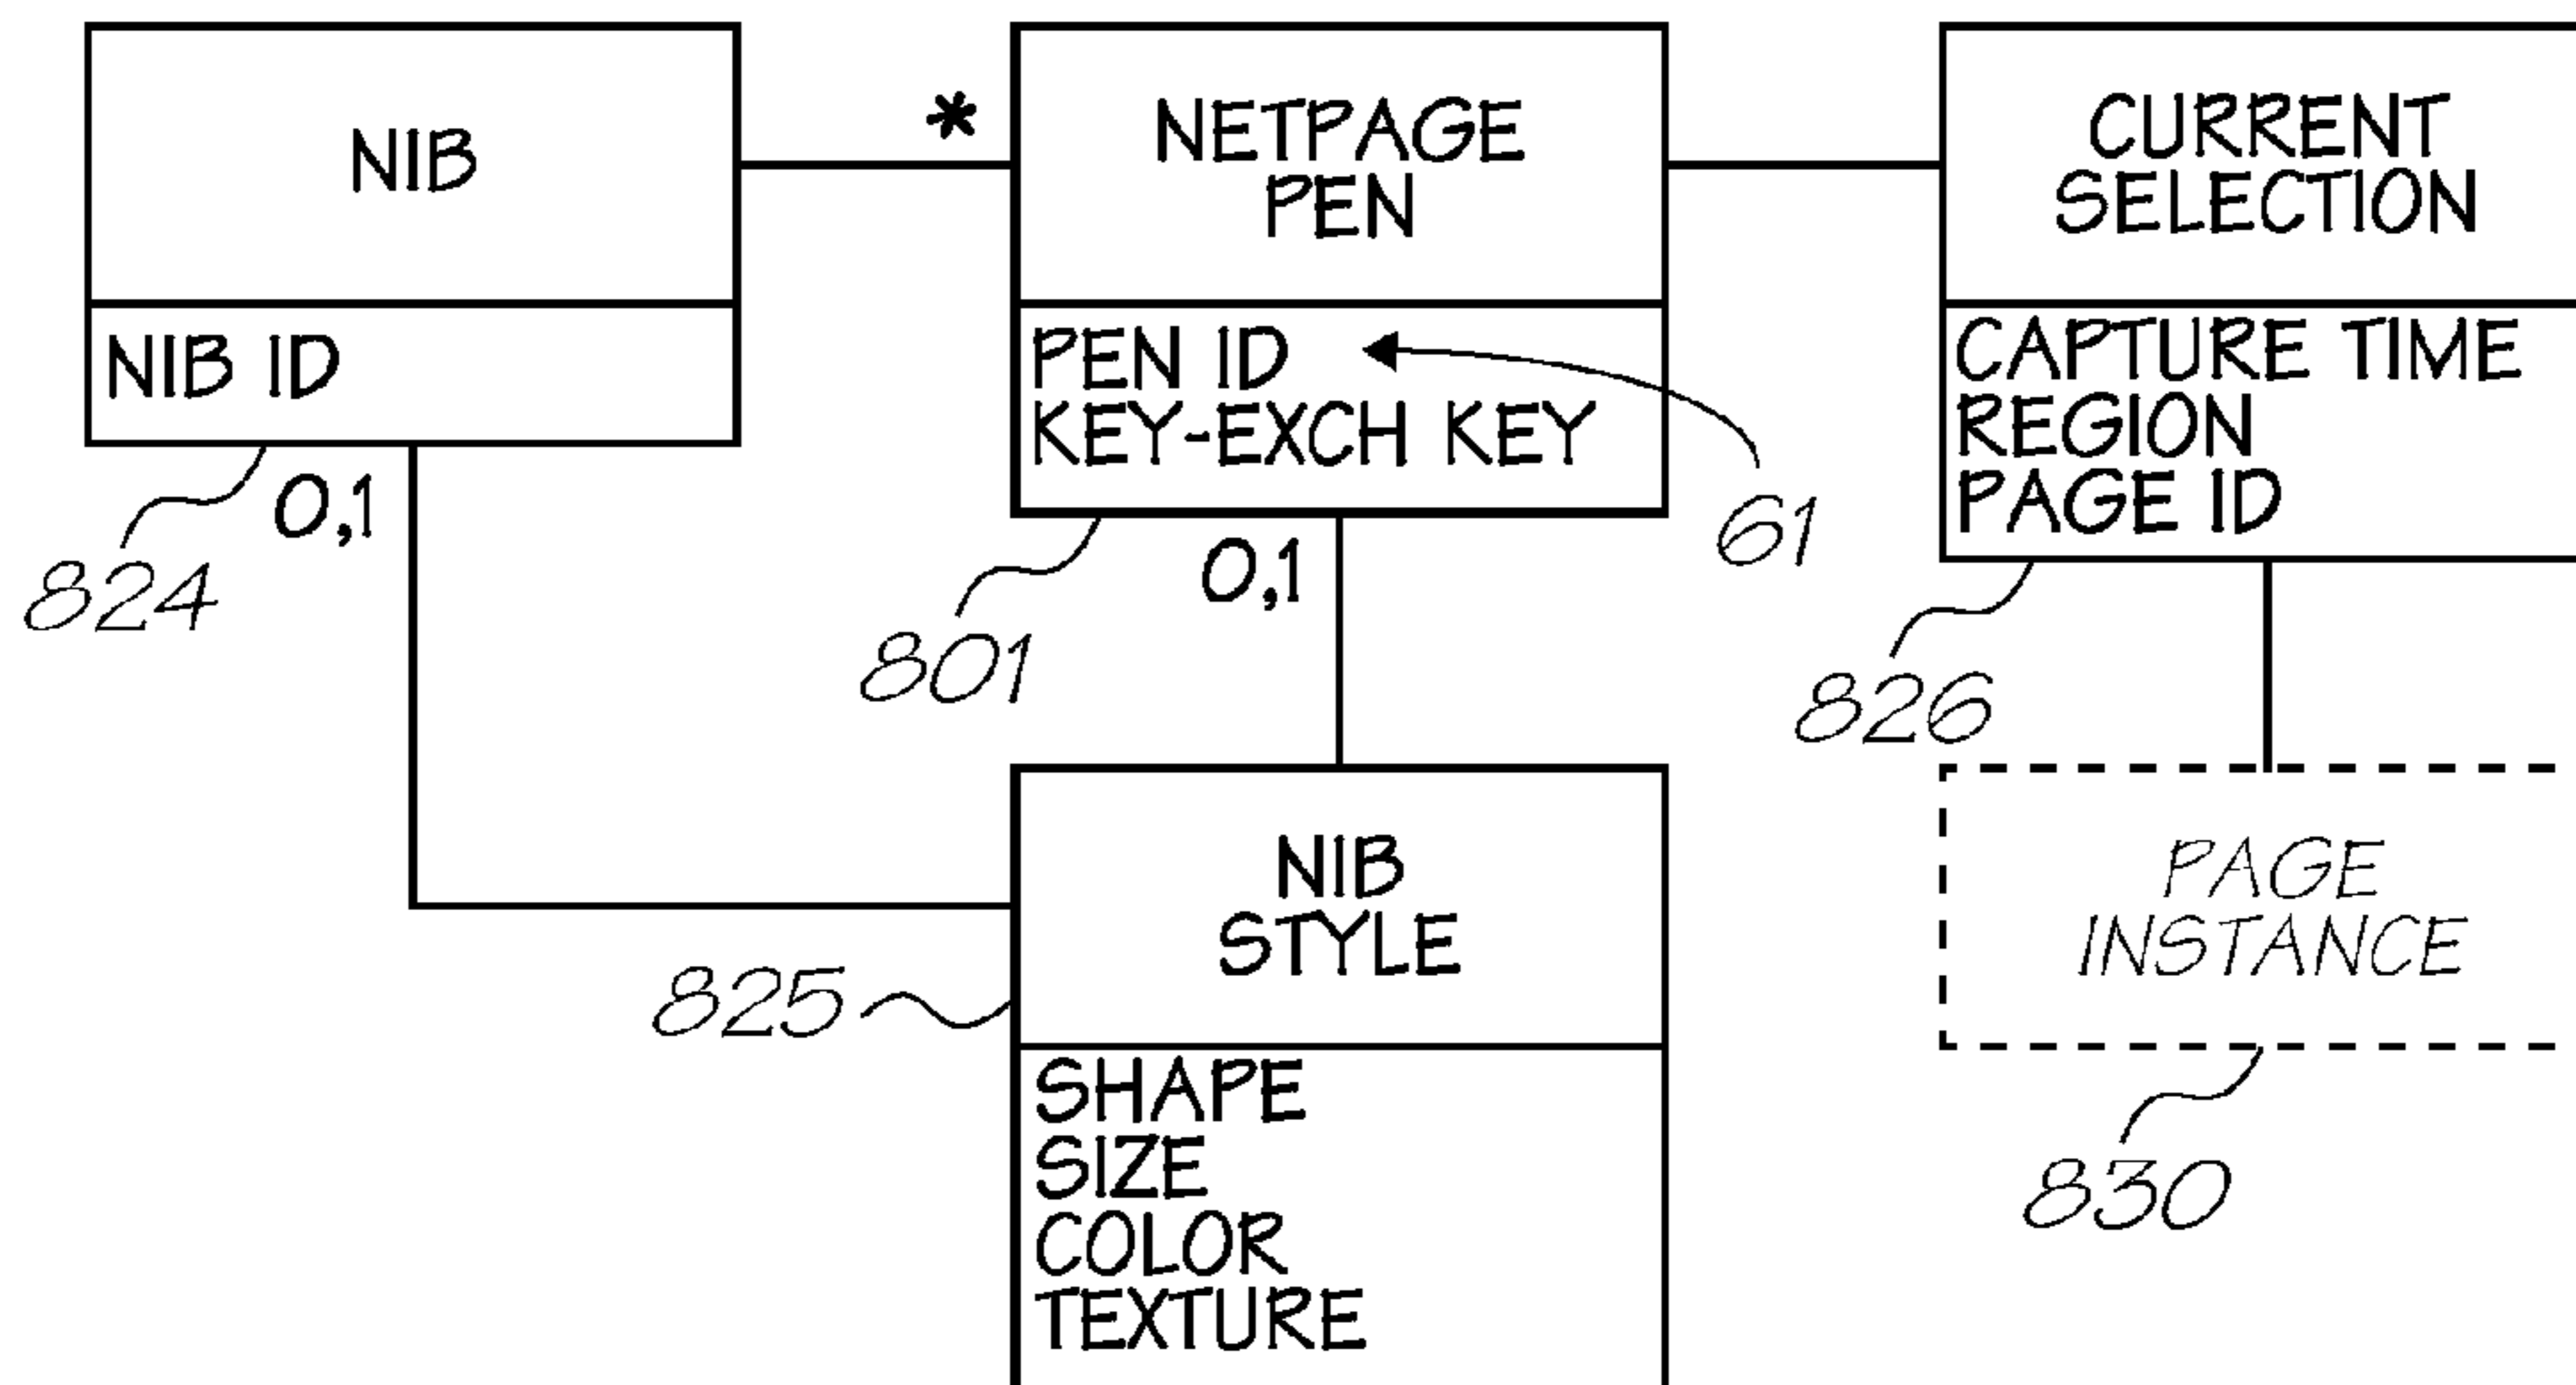 NIB
NIB ID
824
0,1
*
NETPAGE
PEN
PEN ID
KEY-EXCH KEY
61
801
0,1
CURRENT
SELECTION
CAPTURE TIME
REGION
PAGE ID
826
NIB
STYLE
825
SHAPE
SIZE
COLOR
TEXTURE
PAGE
INSTANCE
830